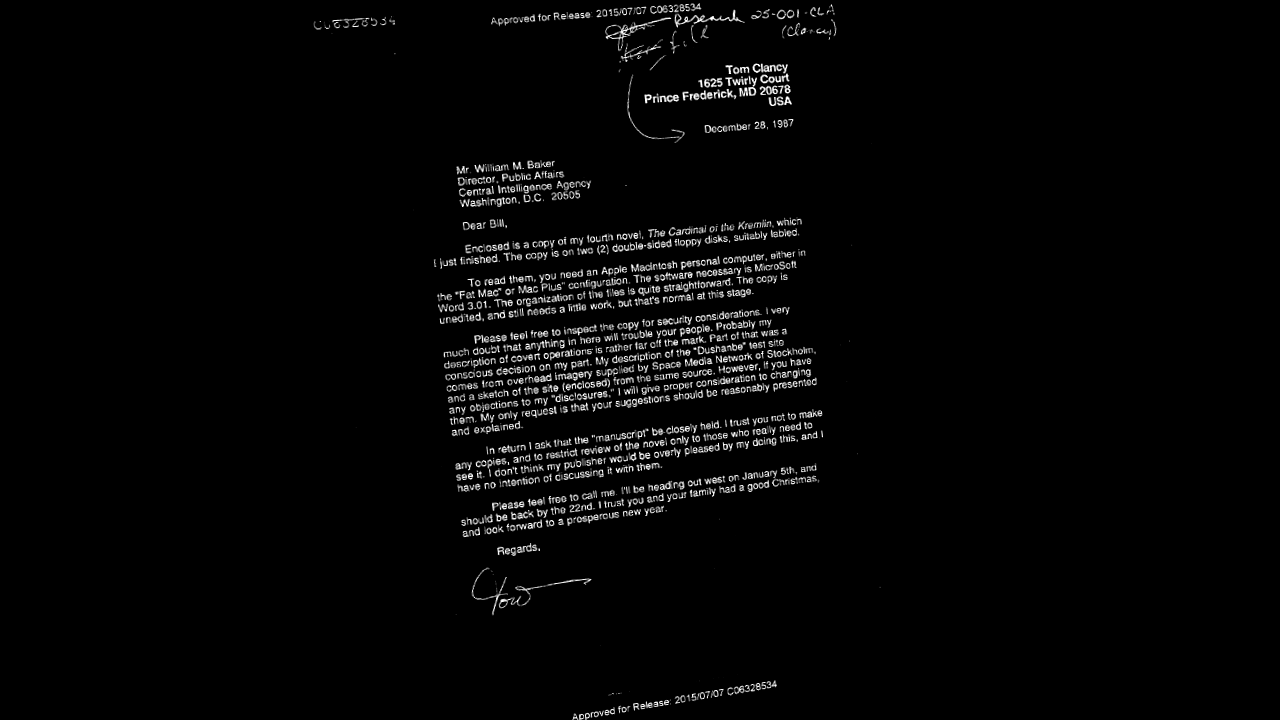 C06328534
Approved for Release: 2015/07/07 C06328534
Research 25-001-CLA
(Clancy)
Tom Clancy
1625 Twirly Court
Prince Frederick, MD 20678
USA
December 28, 1987
Mr. William M. Baker
Director, Public Affairs
Central Intelligence Agency
Washington, D.C. 20505
Dear Bill,
Enclosed is a copy of my fourth novel, The Cardinal of the Kremlin, which
I just finished. The copy is on two (2) double-sided floppy disks, suitably labled.
To read them, you need an Apple Macintosh personal computer, either in
the "Fat Mac" or Mac Plus" configuration. The software necessary is MicroSoft
Word 3.01. The organization of the files is quite straightforward. The copy is
unedited, and still needs a little work, but that's normal at this stage.
Please feel free to inspect the copy for security considerations. I very
much doubt that anything in here will trouble your people. Probably my
description of covert operations is rather far off the mark. Part of that was a
conscious decision on my part. My description of the "Dushanbe" test site
comes from overhead imagery supplied by Space Media Network of Stockholm,
and a sketch of the site (enclosed) from the same source. However, if you have
any objections to my "disclosures," I will give proper consideration to changing
them. My only request is that your suggestions should be reasonably presented
and explained.
In return I ask that the "manuscript" be closely held. I trust you not to make
any copies, and to restrict review of the novel only to those who really need to
see it. I don't think my publisher would be overly pleased by my doing this, and I
have no intention of discussing it with them.
Please feel free to call me. I'll be heading out west on January 5th, and
should be back by the 22nd. I trust you and your family had a good Christmas,
and look forward to a prosperous new year.
Regards,
Tom
Approved for Release: 2015/07/07 C06328534